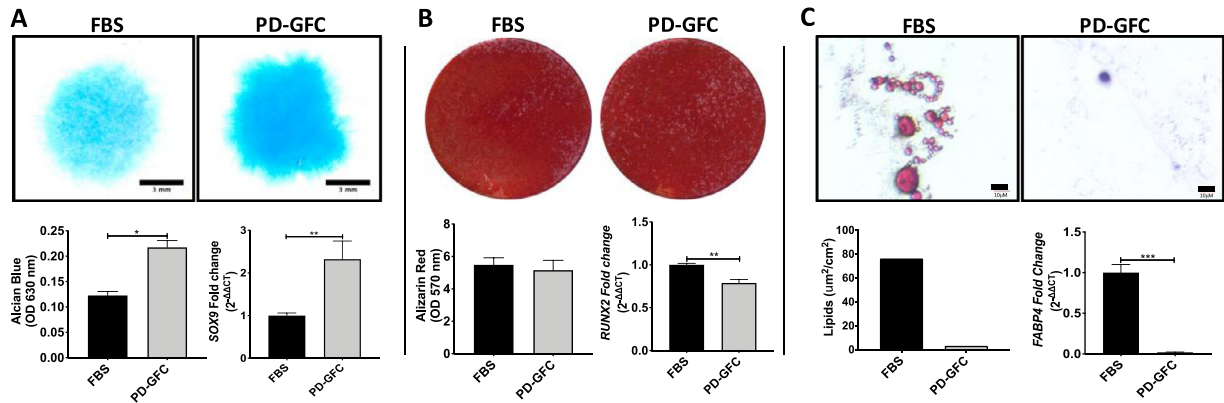 A
FBS
PD-GFC
3 mm
3 mm
Alcian Blue
(OD 630 nm)
0.25
0.20
0.15
0.10
0.05
0.00
*
FBS
PD-GFC
SOX9 Fold change
(2-ΔΔCT)
3
2
1
0
**
FBS
PD-GFC
B
FBS
PD-GFC
Alizarin Red
(OD 570 nm)
8
6
4
2
0
FBS
PD-GFC
RUNX2 Fold change
(2-ΔΔCT)
1.5
1.0
0.5
0.0
**
FBS
PD-GFC
C
FBS
PD-GFC
10µM
10µM
Lipids (um2/cm2)
100
80
60
40
20
0
FBS
PD-GFC
FABP4 Fold Change
(2-ΔΔCT)
1.5
1.0
0.5
0.0
***
FBS
PD-GFC